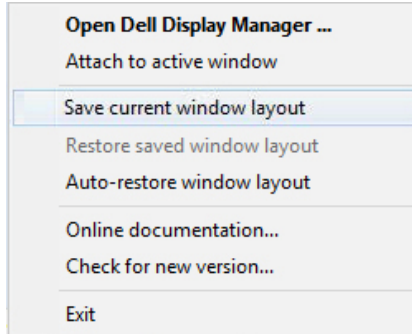 Open Dell Display Manager ...
Attach to active window
Save current window layout
Restore saved window layout
Auto-restore window layout
Online documentation...
Check for new version...
Exit